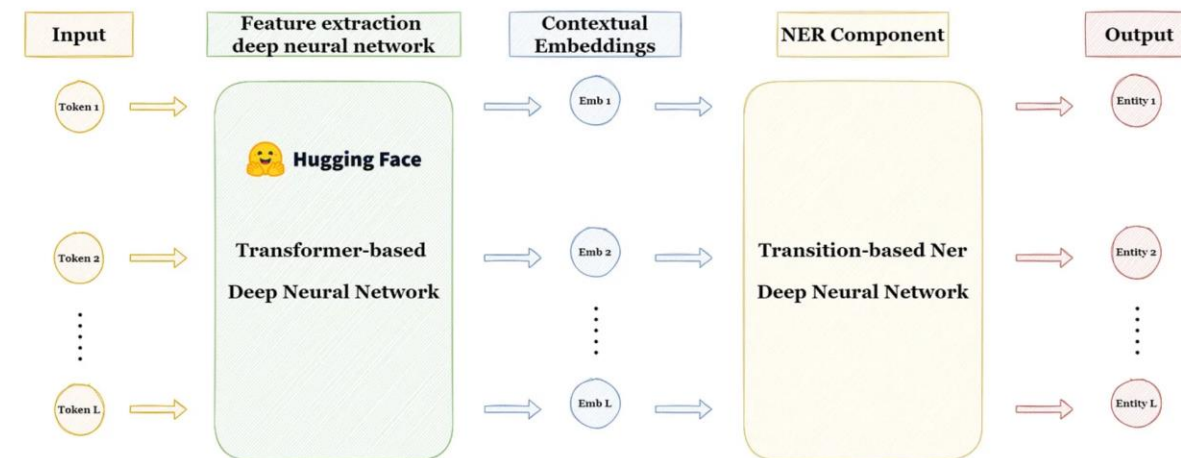 Input
Feature extraction
deep neural network
Contextual
Embeddings
NER Component
Output
Token 1
Emb 1
Entity 1
Hugging Face
Token 2
Transformer-based
Deep Neural Network
Emb 2
Transition-based Ner
Deep Neural Network
Entity 2
Token L
Emb L
Entity L